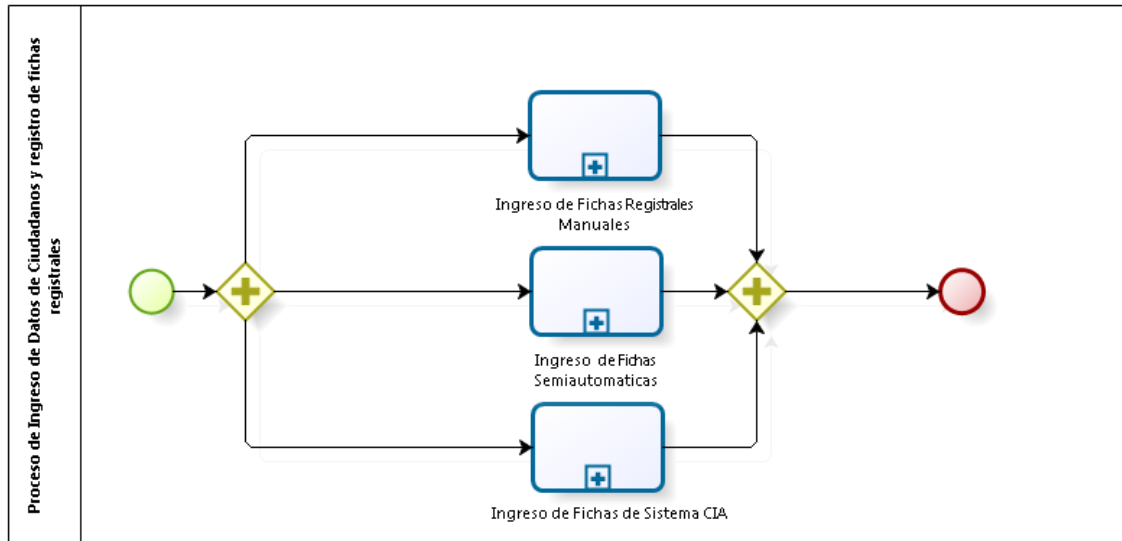 Proceso de Ingreso de Datos de Ciudadanos y registro de fichas
registrales
Ingreso de Fichas Registrales
Manuales
Ingreso de Fichas
Semiautomaticas
Ingreso de Fichas de Sistema CIA